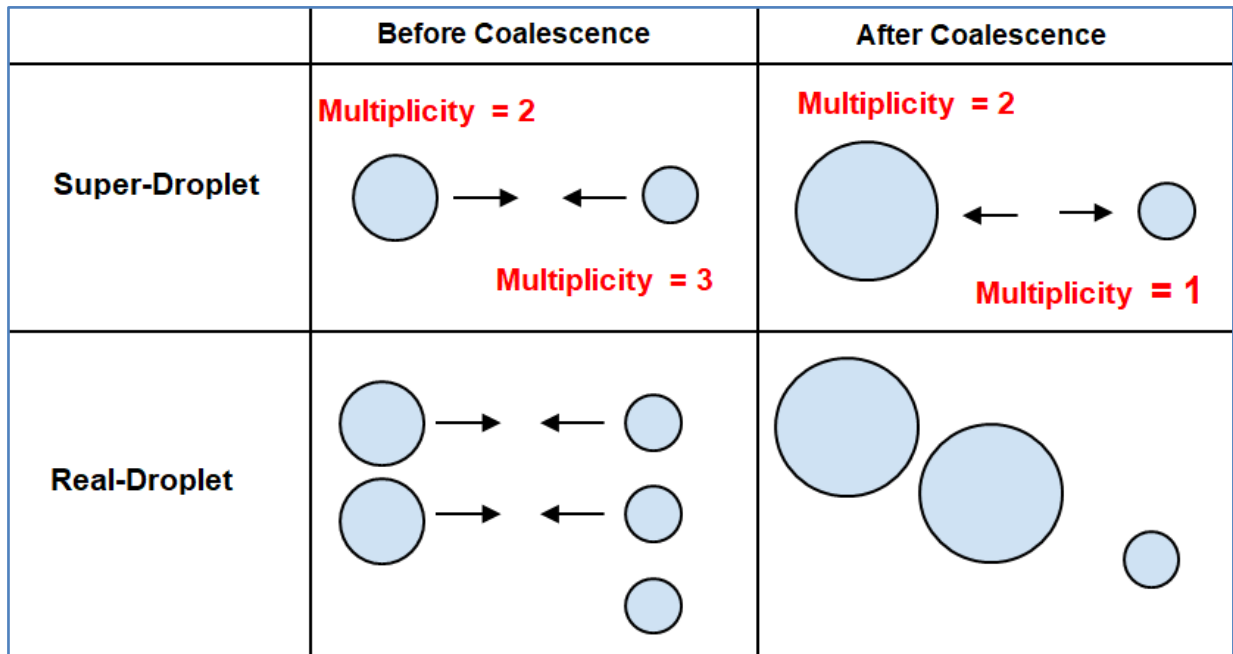 Before Coalescence
After Coalescence
Super-Droplet
Multiplicity = 2
Multiplicity = 3
Multiplicity = 2
Multiplicity = 1
Real-Droplet